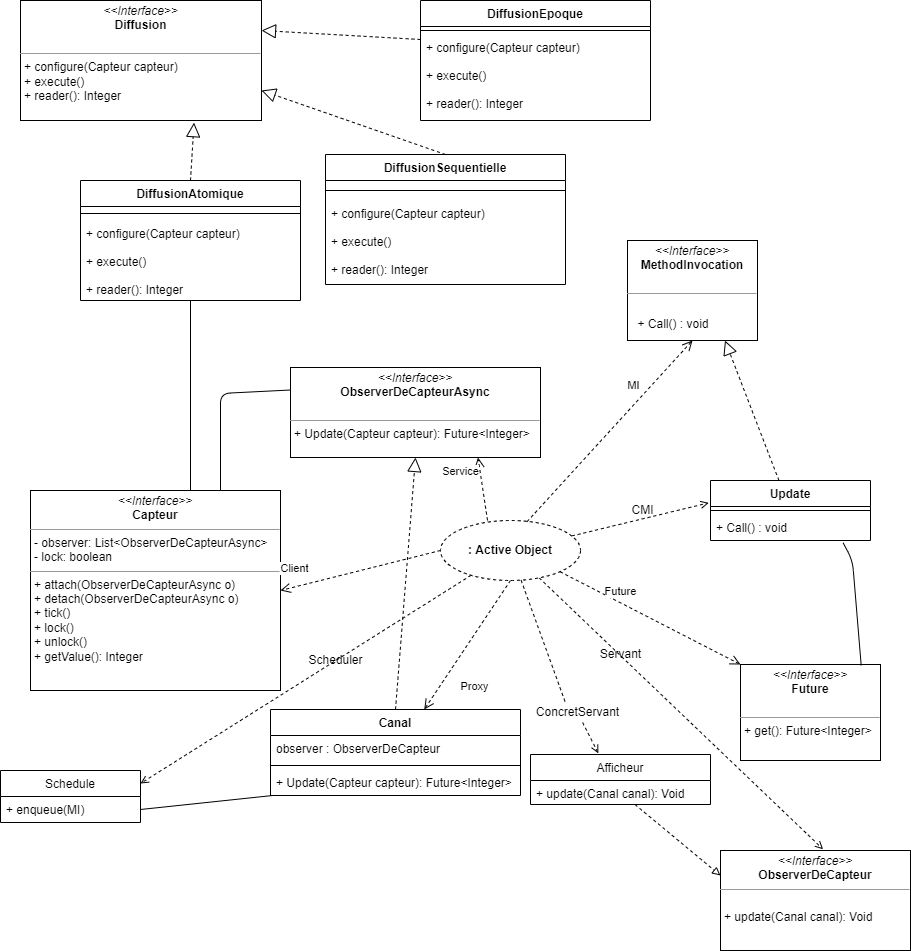 <<Interface>>
Diffusion
+ configure(Capteur capteur)
+ execute()
+ reader(): Integer
DiffusionEpoque
+ configure(Capteur capteur)
+ execute()
+ reader(): Integer
DiffusionSequentielle
+ configure(Capteur capteur)
+ execute()
+ reader(): Integer
DiffusionAtomique
+ configure(Capteur capteur)
+ execute()
+ reader(): Integer
<<Interface>>
MethodInvocation
+ Call() : void
MI
<<Interface>>
ObserverDeCapteurAsync
+ Update(Capteur capteur): Future<Integer>
Service
<<Interface>>
Capteur
- observer: List<ObserverDeCapteurAsync>
- lock: boolean
+ attach(ObserverDeCapteurAsync o)
+ detach(ObserverDeCapteurAsync o)
+ tick()
+ lock()
+ unlock()
+ getValue(): Integer
Client
: Active Object
CMI
Update
+ Call() : void
Future
Servant
Scheduler
Proxy
ConcretServant
<<Interface>>
Future
+ get(): Future<Integer>
Canal
observer : ObserverDeCapteur
+ Update(Capteur capteur): Future<Integer>
Schedule
+ enqueue(MI)
Afficheur
+ update(Canal canal): Void
<<Interface>>
ObserverDeCapteur
+ update(Canal canal): Void